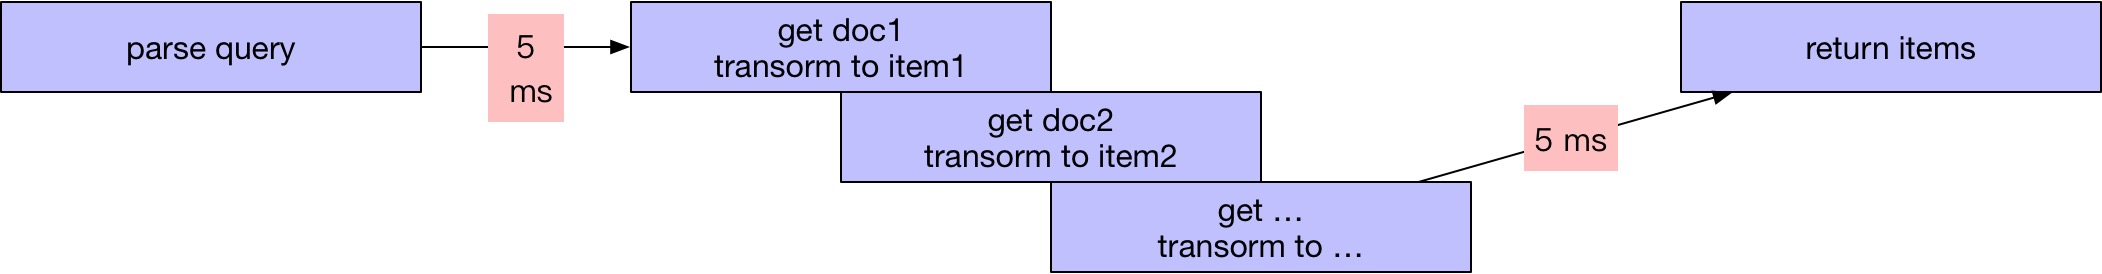 parse query
5
ms
get doc1
transorm to item1
get doc2
transorm to item2
get …
transorm to …
5 ms
return items